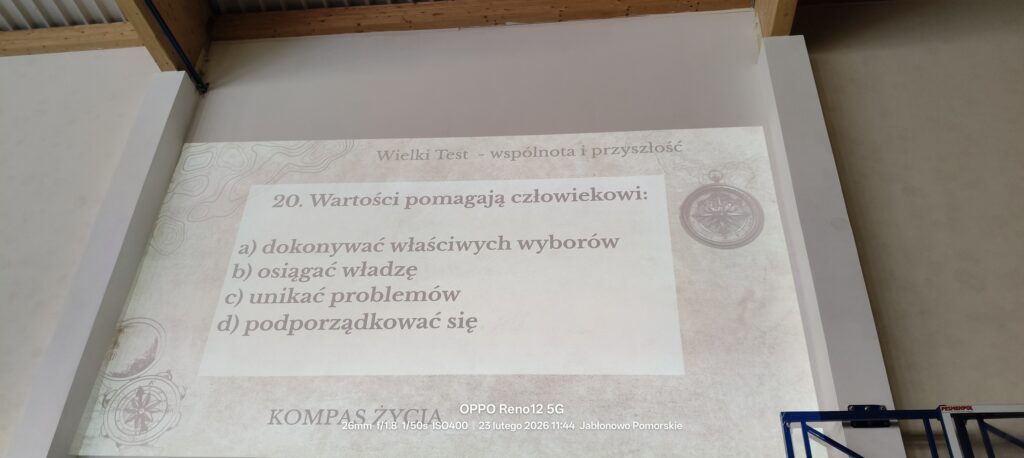 Wielki Test - wspólnota i przyszłość
20. Wartości pomagają człowiekowi:
a) dokonywać właściwych wyborów
b) osiągać władzę
c) unikać problemów
d) podporządkować się
KOMPAS ŻYCIA
OPPO Reno12 5G
26mm f/1.8 1/50s ISO400 | 23 lutego 2026 11:44 Jabłonowo Pomorskie
PESMENPOL